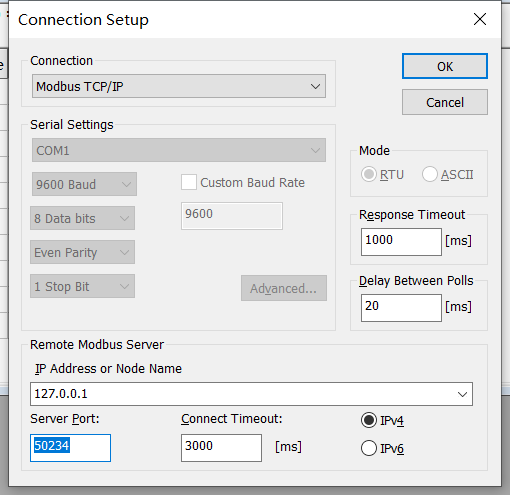 Connection Setup
Connection
OK
Modbus TCP/IP
Cancel
Serial Settings
COM1
Mode
RTU
ASCII
9600 Baud
Custom Baud Rate
8 Data bits
9600
Response Timeout
1000
[ms]
Even Parity
1 Stop Bit
Advanced...
Delay Between Polls
20
[ms]
Remote Modbus Server
IP Address or Node Name
127.0.0.1
Server Port:
Connect Timeout:
IPv4
50234
3000
[ms]
IPv6